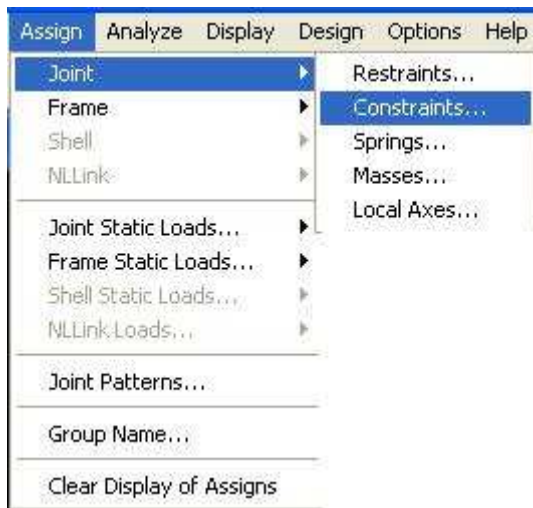 Assign Analyze Display Design Options Help
Joint
Frame
Shell
NLLink
Joint Static Loads...
Frame Static Loads...
Shell Static Loads...
NLLink Loads...
Joint Patterns...
Group Name...
Clear Display of Assigns
Restraints...
Constraints...
Springs...
Masses...
Local Axes...